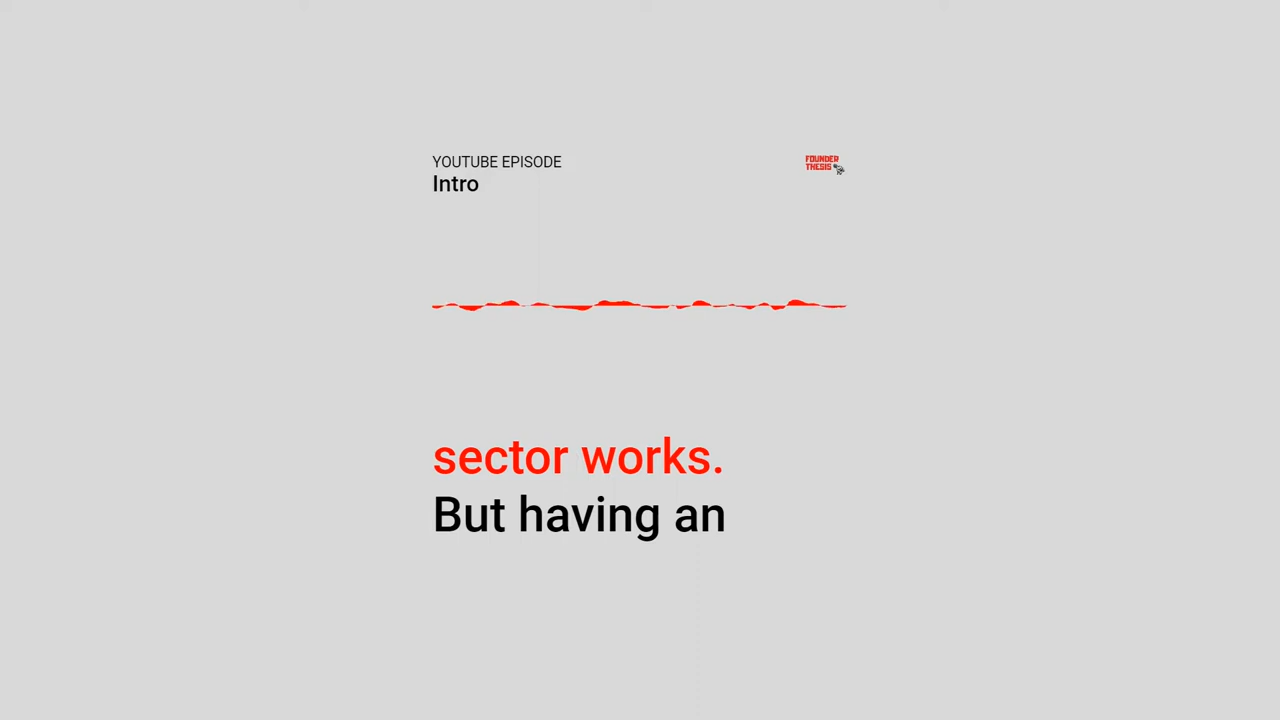 YOUTUBE EPISODE
Intro
FOUNDER
THESIS
sector works.
But having an